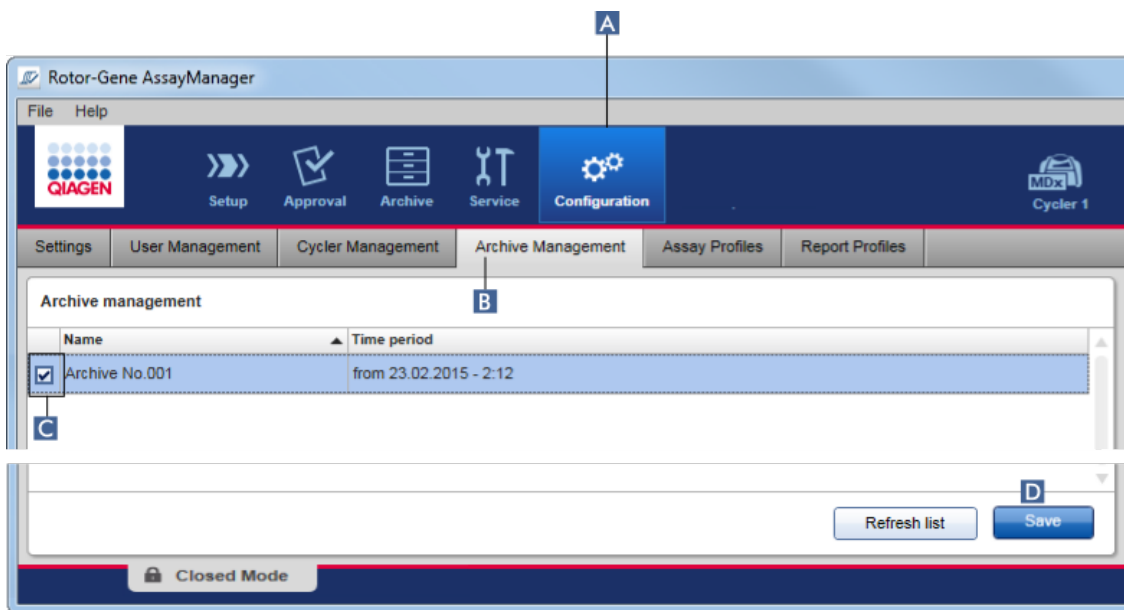 A
Rotor-Gene AssayManager
File Help
QIAGEN
Setup
Approval
Archive
Service
Configuration
MDx
Cycler 1
Settings
User Management
Cycler Management
Archive Management
Assay Profiles
Report Profiles
Archive management
B
Name
Time period
Archive No.001
from 23.02.2015 - 2:12
C
D
Refresh list
Save
Closed Mode